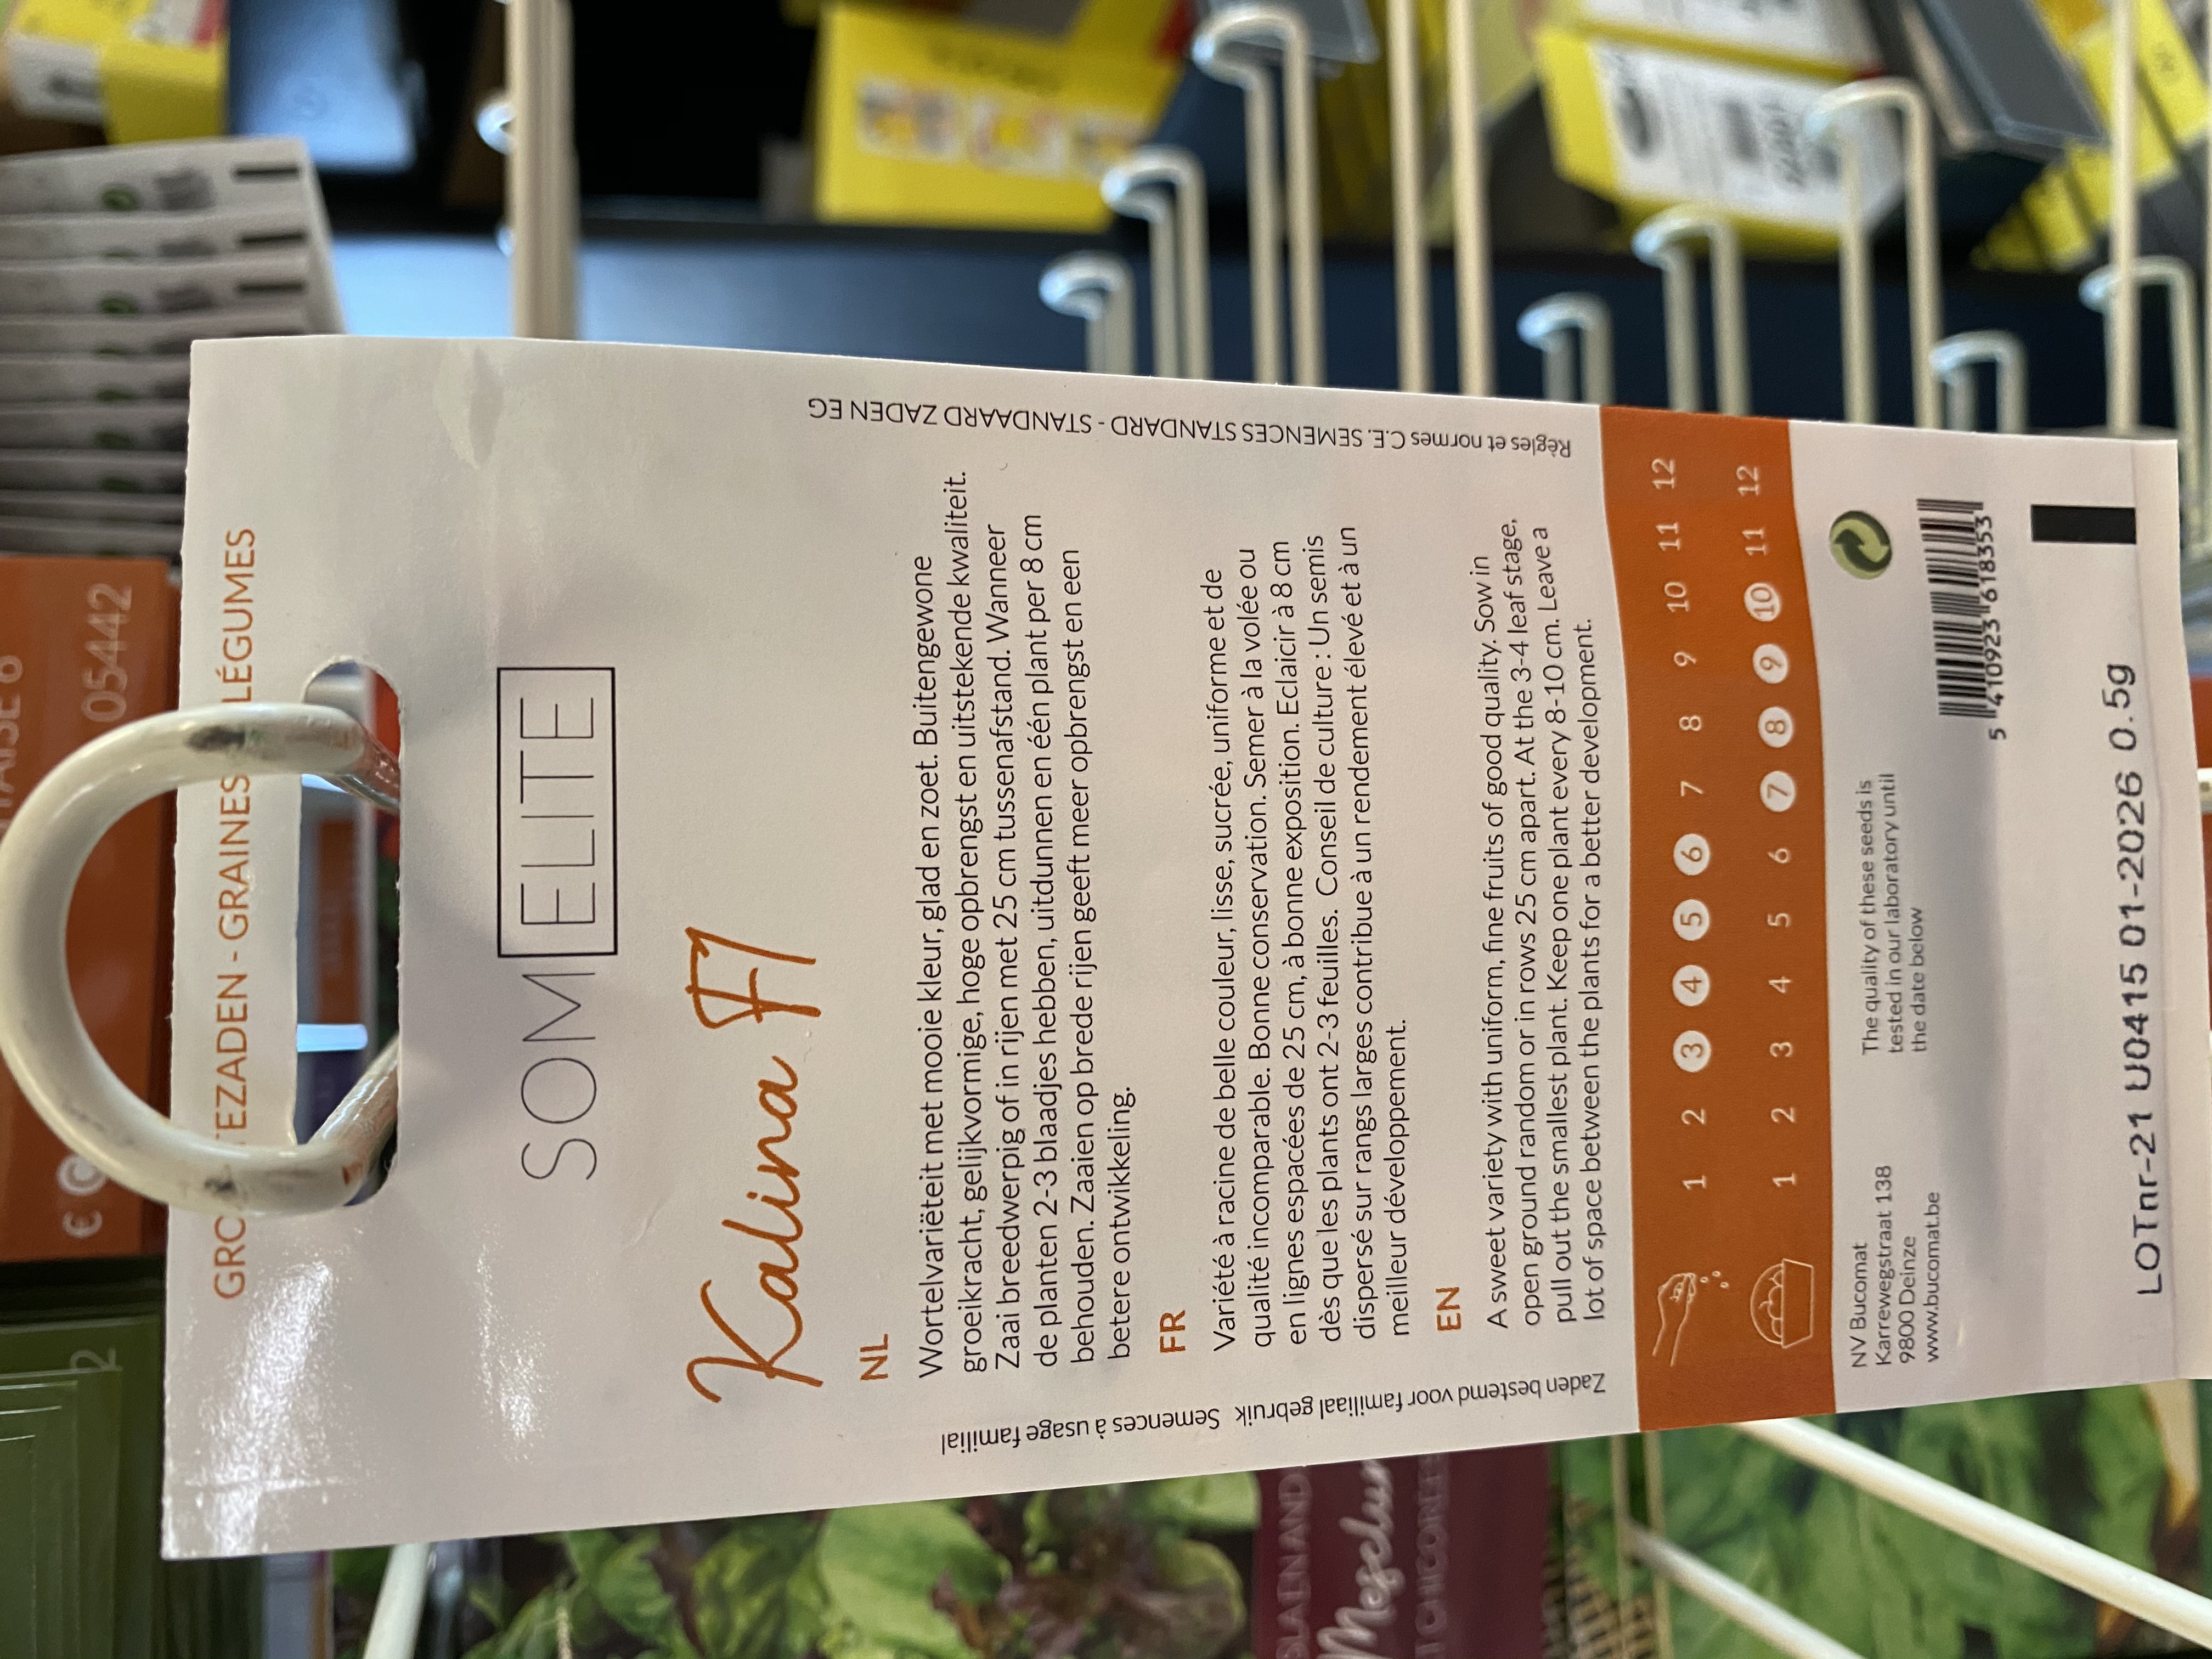 GRO TEZADEN - GRAINES LÉGUMES
SOM ELITE
Kalina F1
NL
Wortelvariëteit met mooie kleur, glad en zoet. Buitengewone
groeikracht, gelijkvormige, hoge opbrengst en uitstekende kwaliteit.
Zaai breedwerpig of in rijen met 25 cm tussenafstand. Wanneer
de planten 2-3 blaadjes hebben, uitdunnen en één plant per 8 cm
behouden. Zaaien op brede rijen geeft meer opbrengst en een
betere ontwikkeling.
FR
Variété à racine de belle couleur, lisse, sucrée, uniforme et de
qualité incomparable. Bonne conservation. Semer à la volée ou
en lignes espacées de 25 cm, à bonne exposition. Eclaicir à 8 cm
dès que les plants ont 2-3 feuilles. Conseil de culture : Un semis
dispersé sur rangs larges contribue à un rendement élevé et à un
meilleur développement.
EN
A sweet variety with uniform, fine fruits of good quality. Sow in
open ground random or in rows 25 cm apart. At the 3-4 leaf stage,
pull out the smallest plant. Keep one plant every 8-10 cm. Leave a
lot of space between the plants for a better development.
Zaden bestemd voor familiaal gebruik Semences à usage familial
Règles et normes C.E. SEMENCES STANDARD - STANDAARD ZADEN EG
1 2 3 4 5 6 7 8 9 10 11 12
1 2 3 4 5 6 7 8 9 10 11 12
NV Bucomat
Karrewegstraat 138
9800 Deinze
www.bucomat.be
The quality of these seeds is
tested in our laboratory until
the date below
5 410923 618353
LOTnr-21 U0415 01-2026 0.5g
05442
€
2
Mesclun